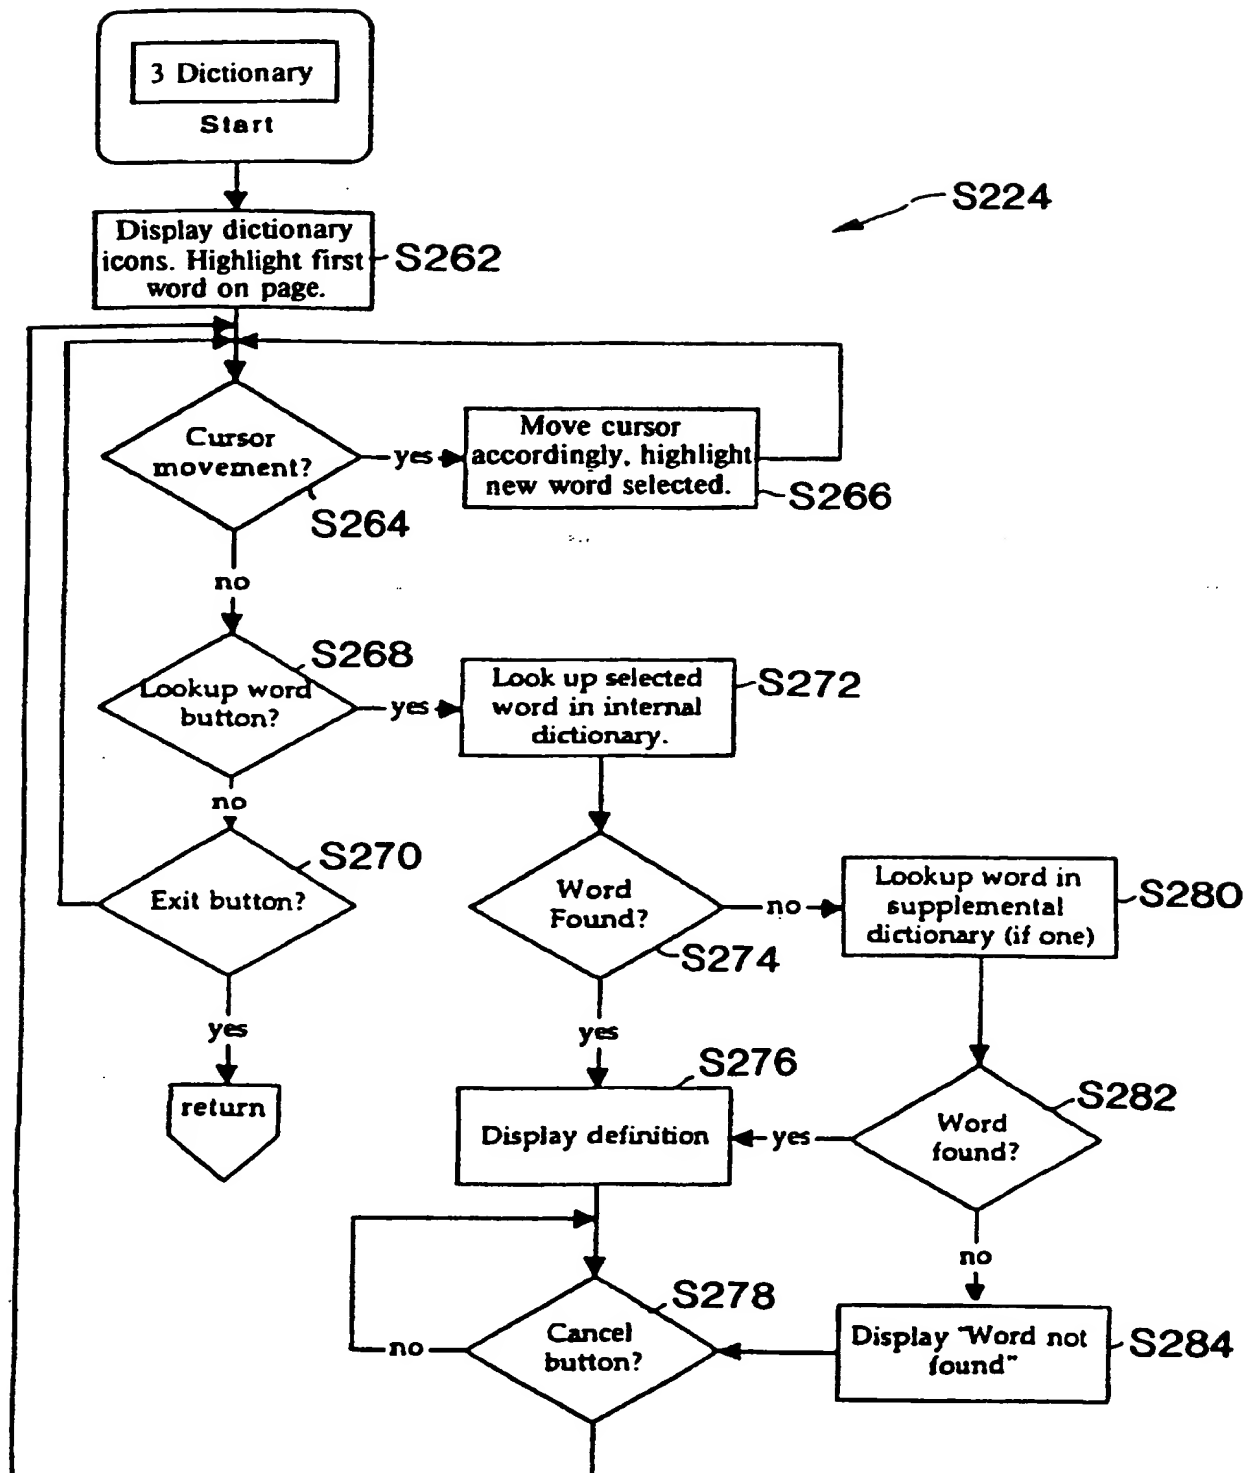 3 Dictionary
Start
S224
Display dictionary
icons. Highlight first
word on page.
S262
Cursor
movement?
S264
yes
Move cursor
accordingly, highlight
new word selected.
S266
no
Lookup word
button?
S268
yes
Look up selected
word in internal
dictionary.
S272
no
Exit button?
S270
yes
return
Word
Found?
S274
no
Lookup word in
supplemental
dictionary (if one)
S280
yes
Display definition
S276
yes
Word
found?
S282
no
Cancel
button?
S278
no
Display "Word not
found"
S284